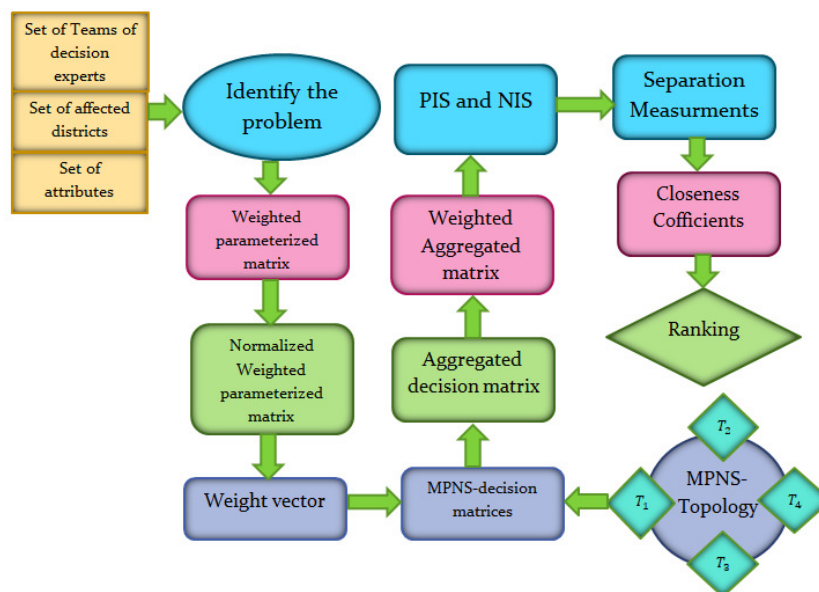 Set of Teams of
decision
experts
Set of affected
districts
Set of
attributes
Identify the
problem
Weighted
parameterized
matrix
Normalized
Weighted
parameterized
matrix
Weight vector
MPNS-decision
matrices
Aggregated
decision matrix
Weighted
Aggregated
matrix
PIS and NIS
Separation
Measurments
Closeness
Cofficients
Ranking
T₂
MPNS-
Topology
T₁
T₄
T₃